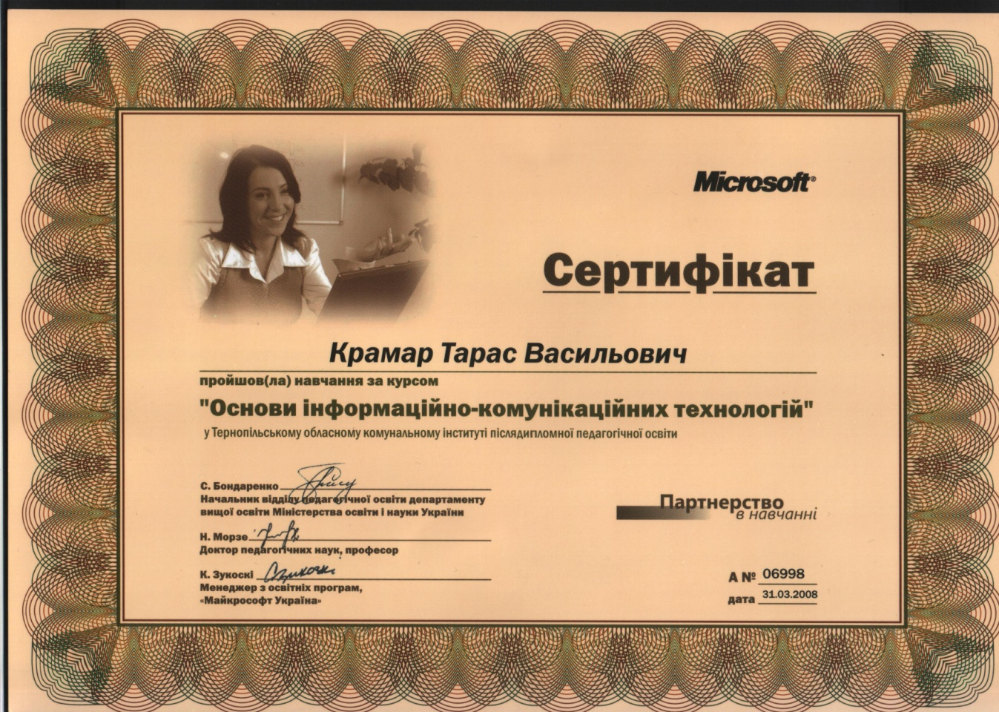 Microsoft®
Сертифікат
Крамар Тарас Васильович
пройшов(ла) навчання за курсом
"Основи інформаційно-комунікаційних технологій"
у Тернопільському обласному комунальному інституті післядипломної педагогічної освіти
С. Бондаренко
Начальник відділу педагогічної освіти департаменту
вищої освіти Міністерства освіти і науки України
Н. Морзе
Доктор педагогічних наук, професор
К. Зукоскі
Менеджер з освітніх програм,
«Майкрософт Україна»
Партнерство
в навчанні
А № 06998
дата 31.03.2008